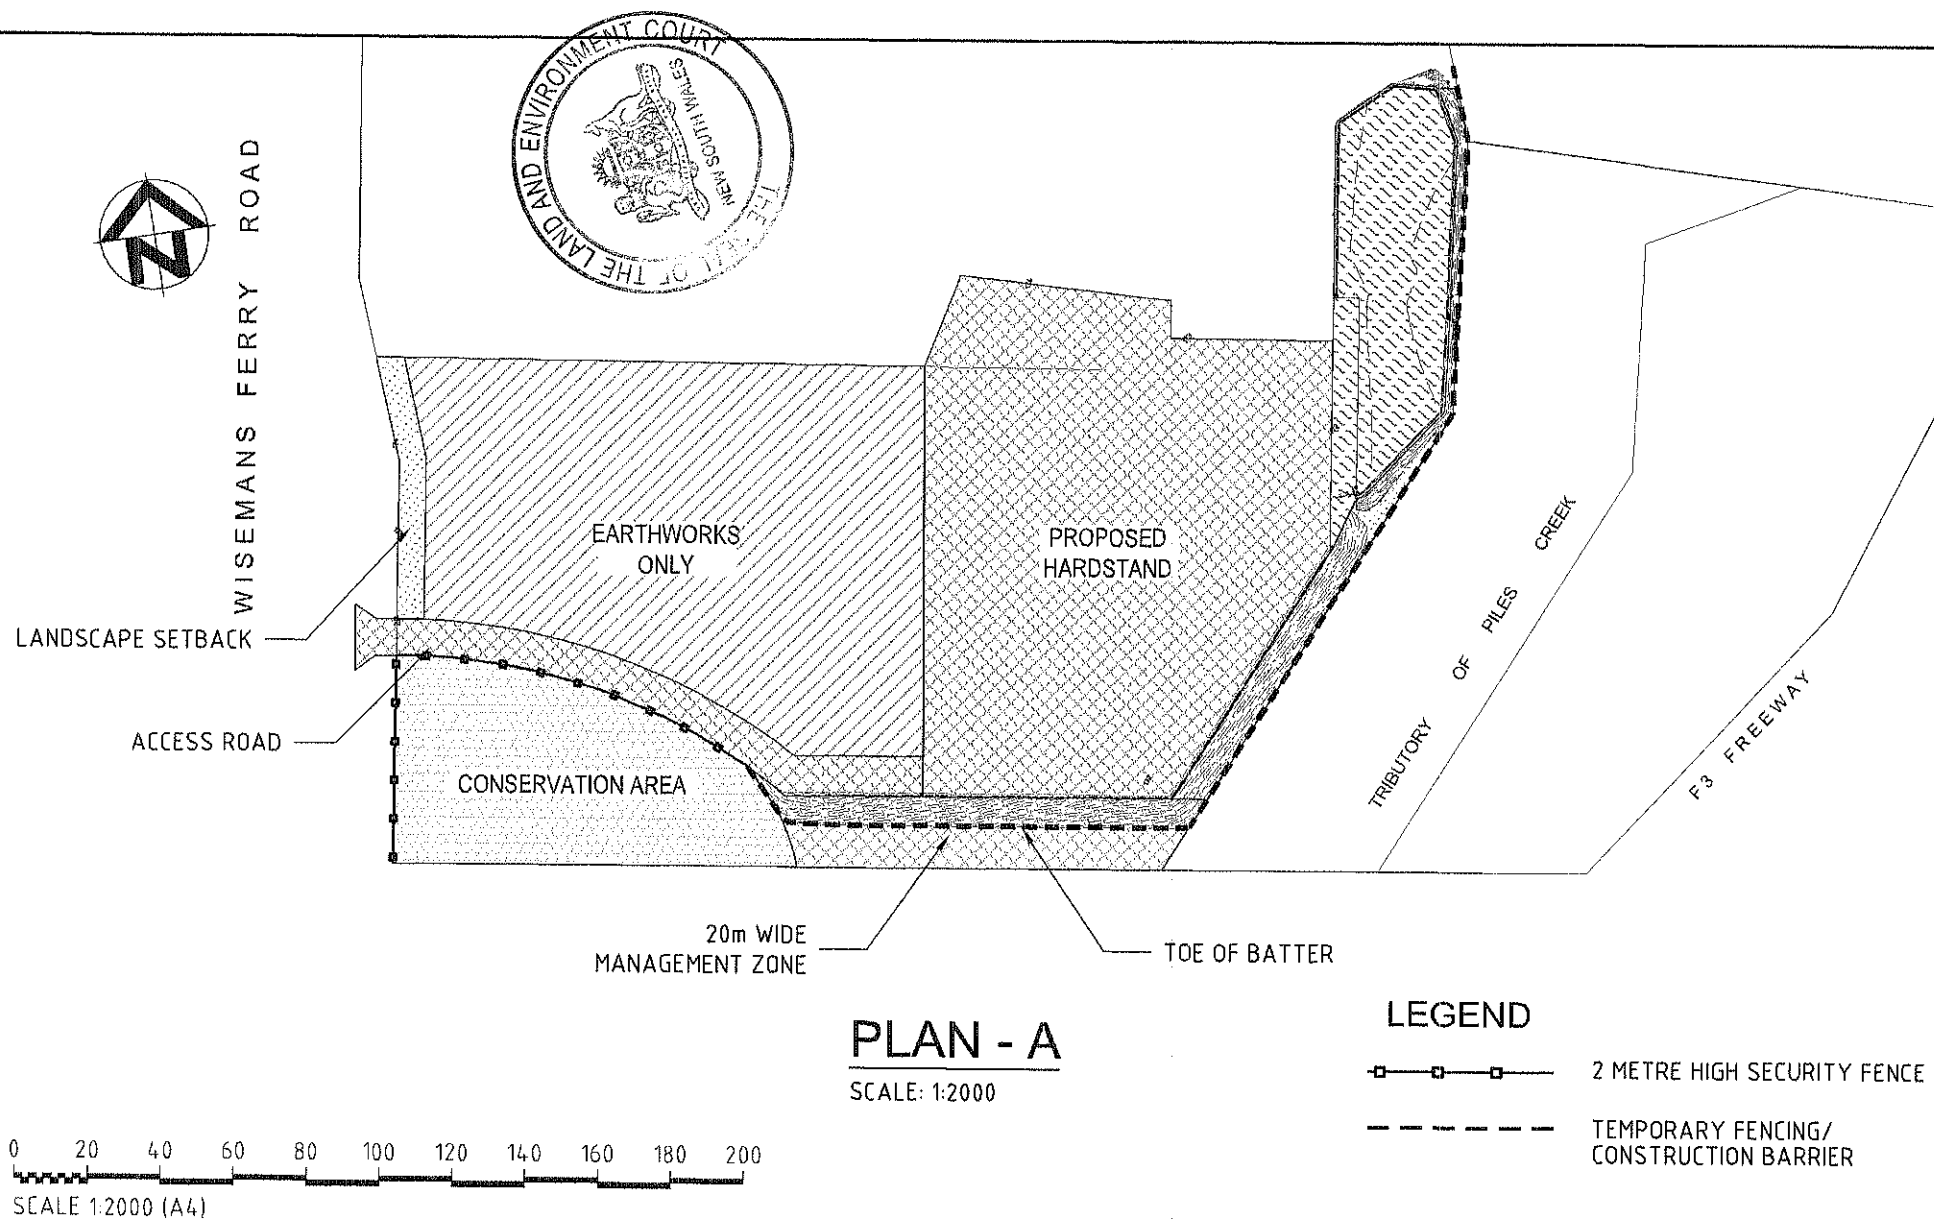 THE SEAL OF THE LAND AND ENVIRONMENT COURT
NEW SOUTH WALES
N
WISEMANS FERRY ROAD
EARTHWORKS
ONLY
PROPOSED
HARDSTAND
LANDSCAPE SETBACK
ACCESS ROAD
CONSERVATION AREA
TRIBUTORY OF PILES CREEK
F3 FREEWAY
20m WIDE
MANAGEMENT ZONE
TOE OF BATTER
PLAN - A
SCALE: 1:2000
LEGEND
2 METRE HIGH SECURITY FENCE
TEMPORARY FENCING/
CONSTRUCTION BARRIER
0 20 40 60 80 100 120 140 160 180 200
SCALE 1:2000 (A4)